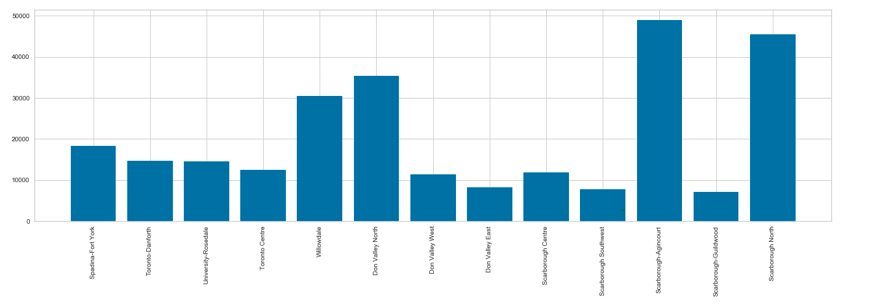 50000
40000
30000
20000
10000
0
Spadina-Fort York
Toronto-Danforth
University-Rosedale
Toronto Centre
Willowdale
Don Valley North
Don Valley West
Don Valley East
Scarborough Centre
Scarborough Southwest
Scarborough-Agincourt
Scarborough-Guildwood
Scarborough North